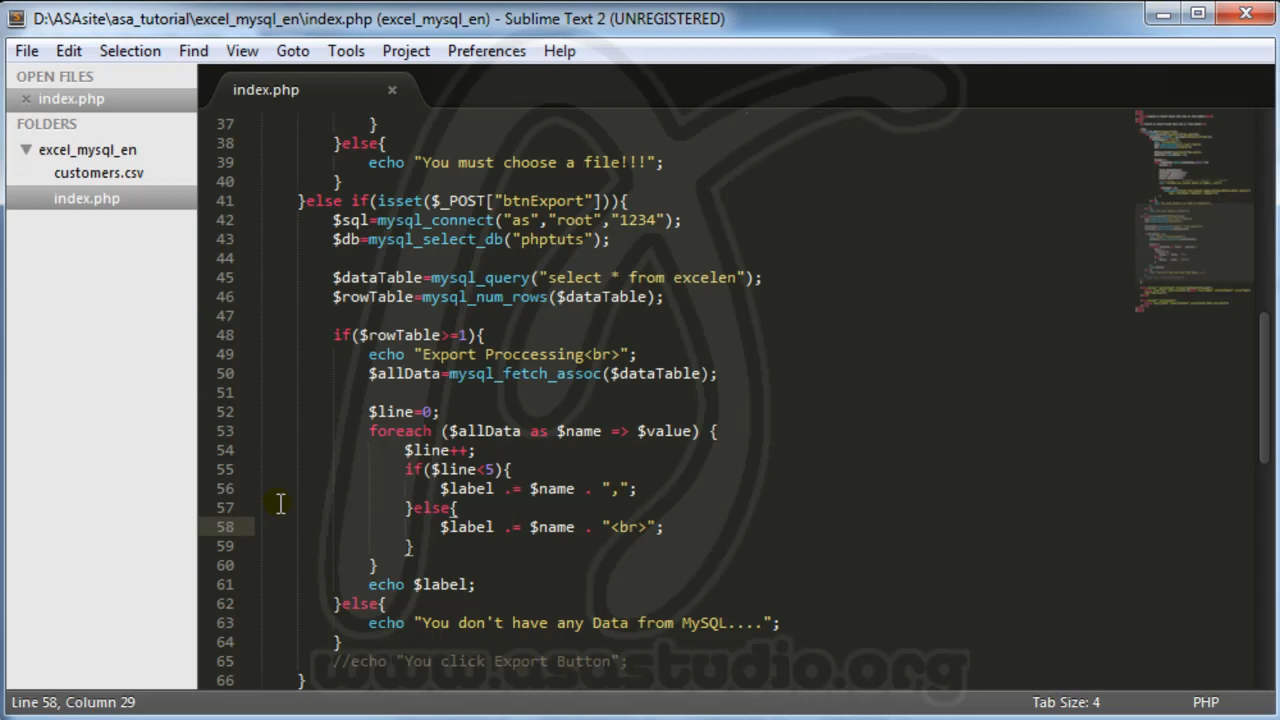 D:\ASAsite\asa_tutorial\excel_mysql_en\index.php (excel_mysql_en) - Sublime Text 2 (UNREGISTERED)
File Edit Selection Find View Goto Tools Project Preferences Help
OPEN FILES
index.php
FOLDERS
excel_mysql_en
customers.csv
index.php
index.php
37 }
38 }else{
39 echo "You must choose a file!!!";
40 }
41 }else if(isset($_POST["btnExport"])){
42 $sql=mysql_connect("as","root","1234");
43 $db=mysql_select_db("phptuts");
44
45 $dataTable=mysql_query("select * from excelen");
46 $rowTable=mysql_num_rows($dataTable);
47
48 if($rowTable>=1){
49 echo "Export Proccessing<br>";
50 $allData=mysql_fetch_assoc($dataTable);
51
52 $line=0;
53 foreach ($allData as $name => $value) {
54 $line++;
55 if($line<5){
56 $label .= $name . ",";
57 }else{
58 $label .= $name . "<br>";
59 }
60 }
61 echo $label;
62 }else{
63 echo "You don't have any Data from MySQL....";
64 }
65 //echo "You click Export Button";
66 }
www.asastudio.org
Line 58, Column 29
Tab Size: 4
PHP